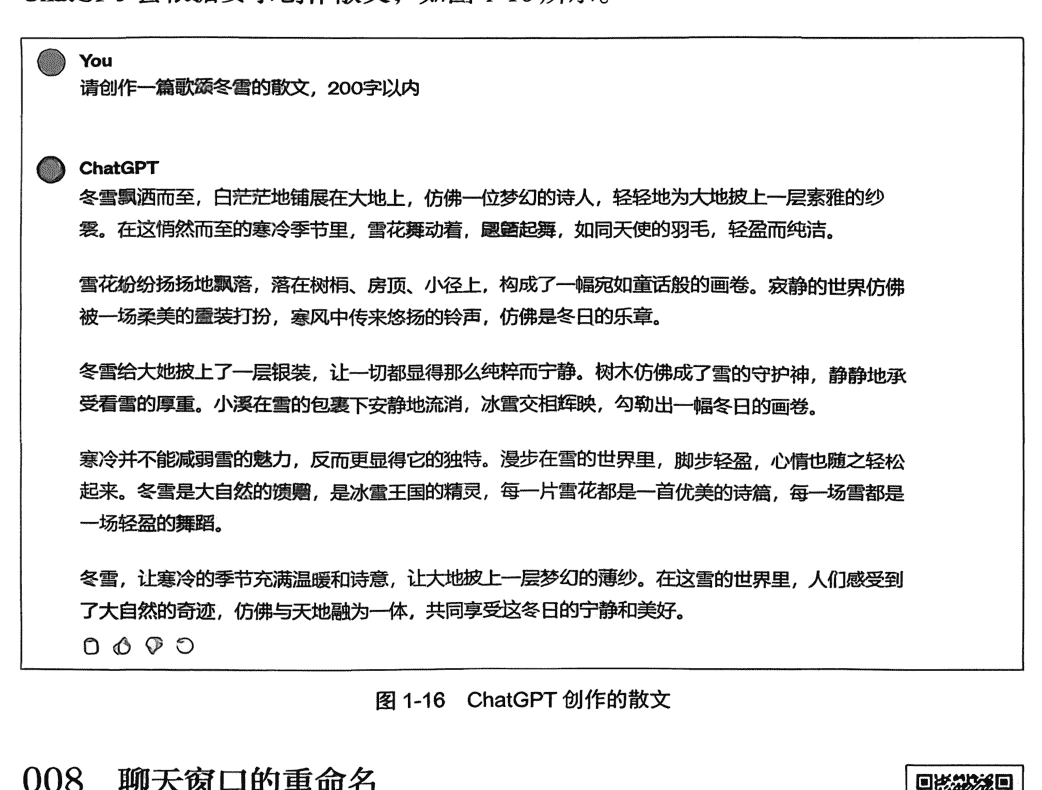 You
请创作一篇歌颂冬雪的散文，200字以内
ChatGPT
冬雪飘洒而至，白茫茫地铺展在大地上，仿佛一位梦幻的诗人，轻轻地为大地披上一层素雅的纱
裳。在这悄然而至的寒冷季节里，雪花舞动着，翩跹起舞，如同天使的羽毛，轻盈而纯洁。
雪花纷纷扬扬地飘落，落在树梢、房顶、小径上，构成了一幅宛如童话般的画卷。寂静的世界仿佛
被一场柔美的雪装打扮，寒风中传来悠扬的铃声，仿佛是冬日的乐章。
冬雪给大地披上了一层银装，让一切都显得那么纯粹而宁静。树木仿佛成了雪的守护神，静静地承
受着雪的厚重。小溪在雪的包裹下安静地流淌，冰雪交相辉映，勾勒出一幅冬日的画卷。
寒冷并不能减弱雪的魅力，反而更显得它的独特。漫步在雪的世界里，脚步轻盈，心情也随之轻松
起来。冬雪是大自然的馈赠，是冰雪王国的精灵，每一片雪花都是一首优美的诗篇，每一场雪都是
一场轻盈的舞蹈。
冬雪，让寒冷的季节充满温暖和诗意，让大地披上一层梦幻的薄纱。在这雪的世界里，人们感受到
了大自然的奇迹，仿佛与天地融为一体，共同享受这冬日的宁静和美好。
图 1-16 ChatGPT 创作的散文
008 聊天窗口的重命名